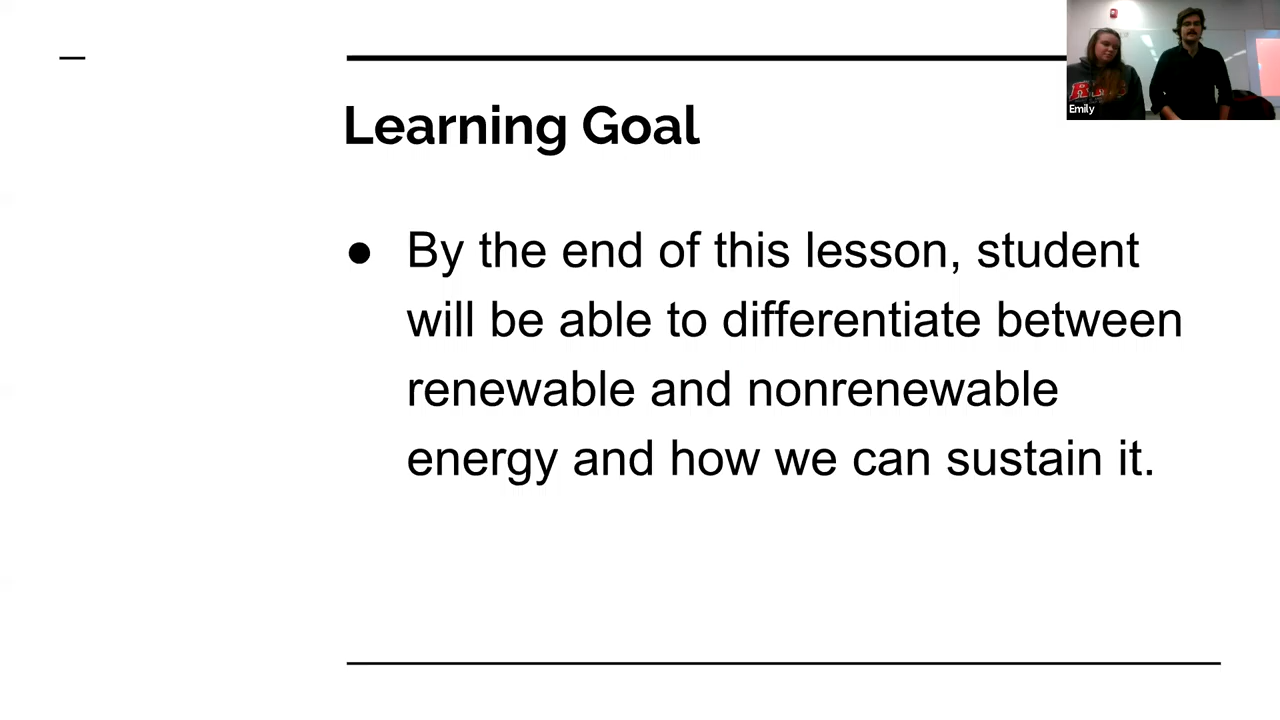 Learning Goal
● By the end of this lesson, student
will be able to differentiate between
renewable and nonrenewable
energy and how we can sustain it.
Emily